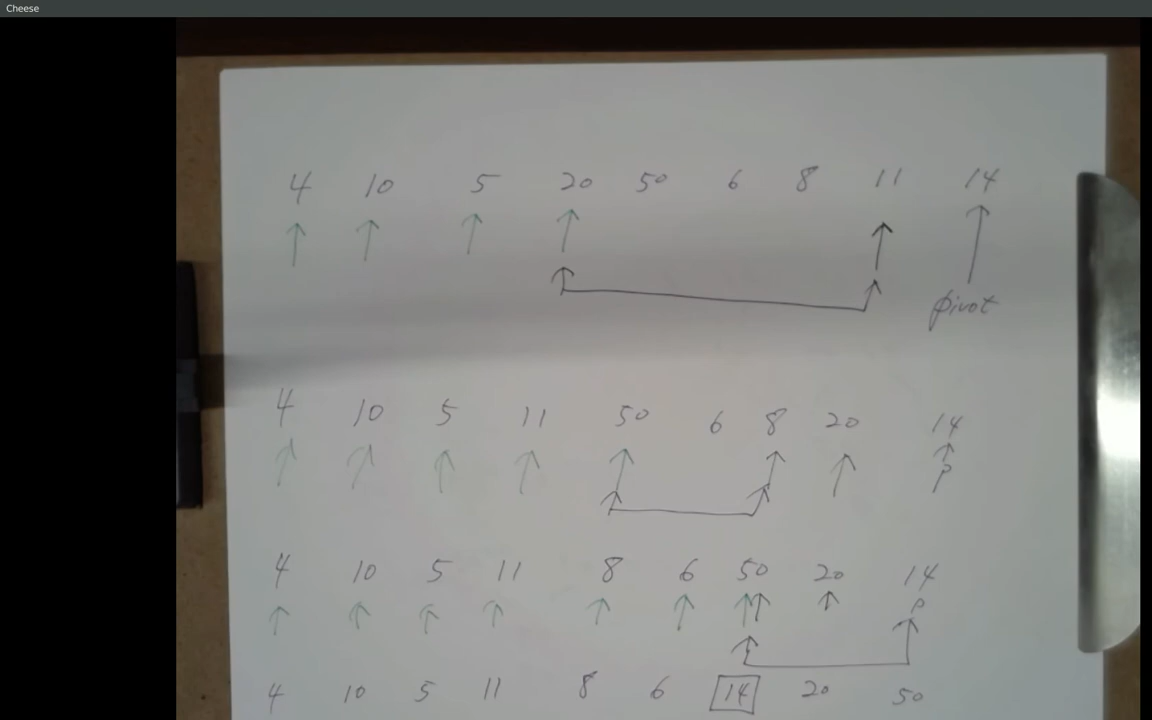 Cheese
4 10 5 20 50 6 8 11 14
pivot
4 10 5 11 50 6 8 20 14
p
4 10 5 11 8 6 50 20 14
p
4 10 5 11 8 6 14 20 50